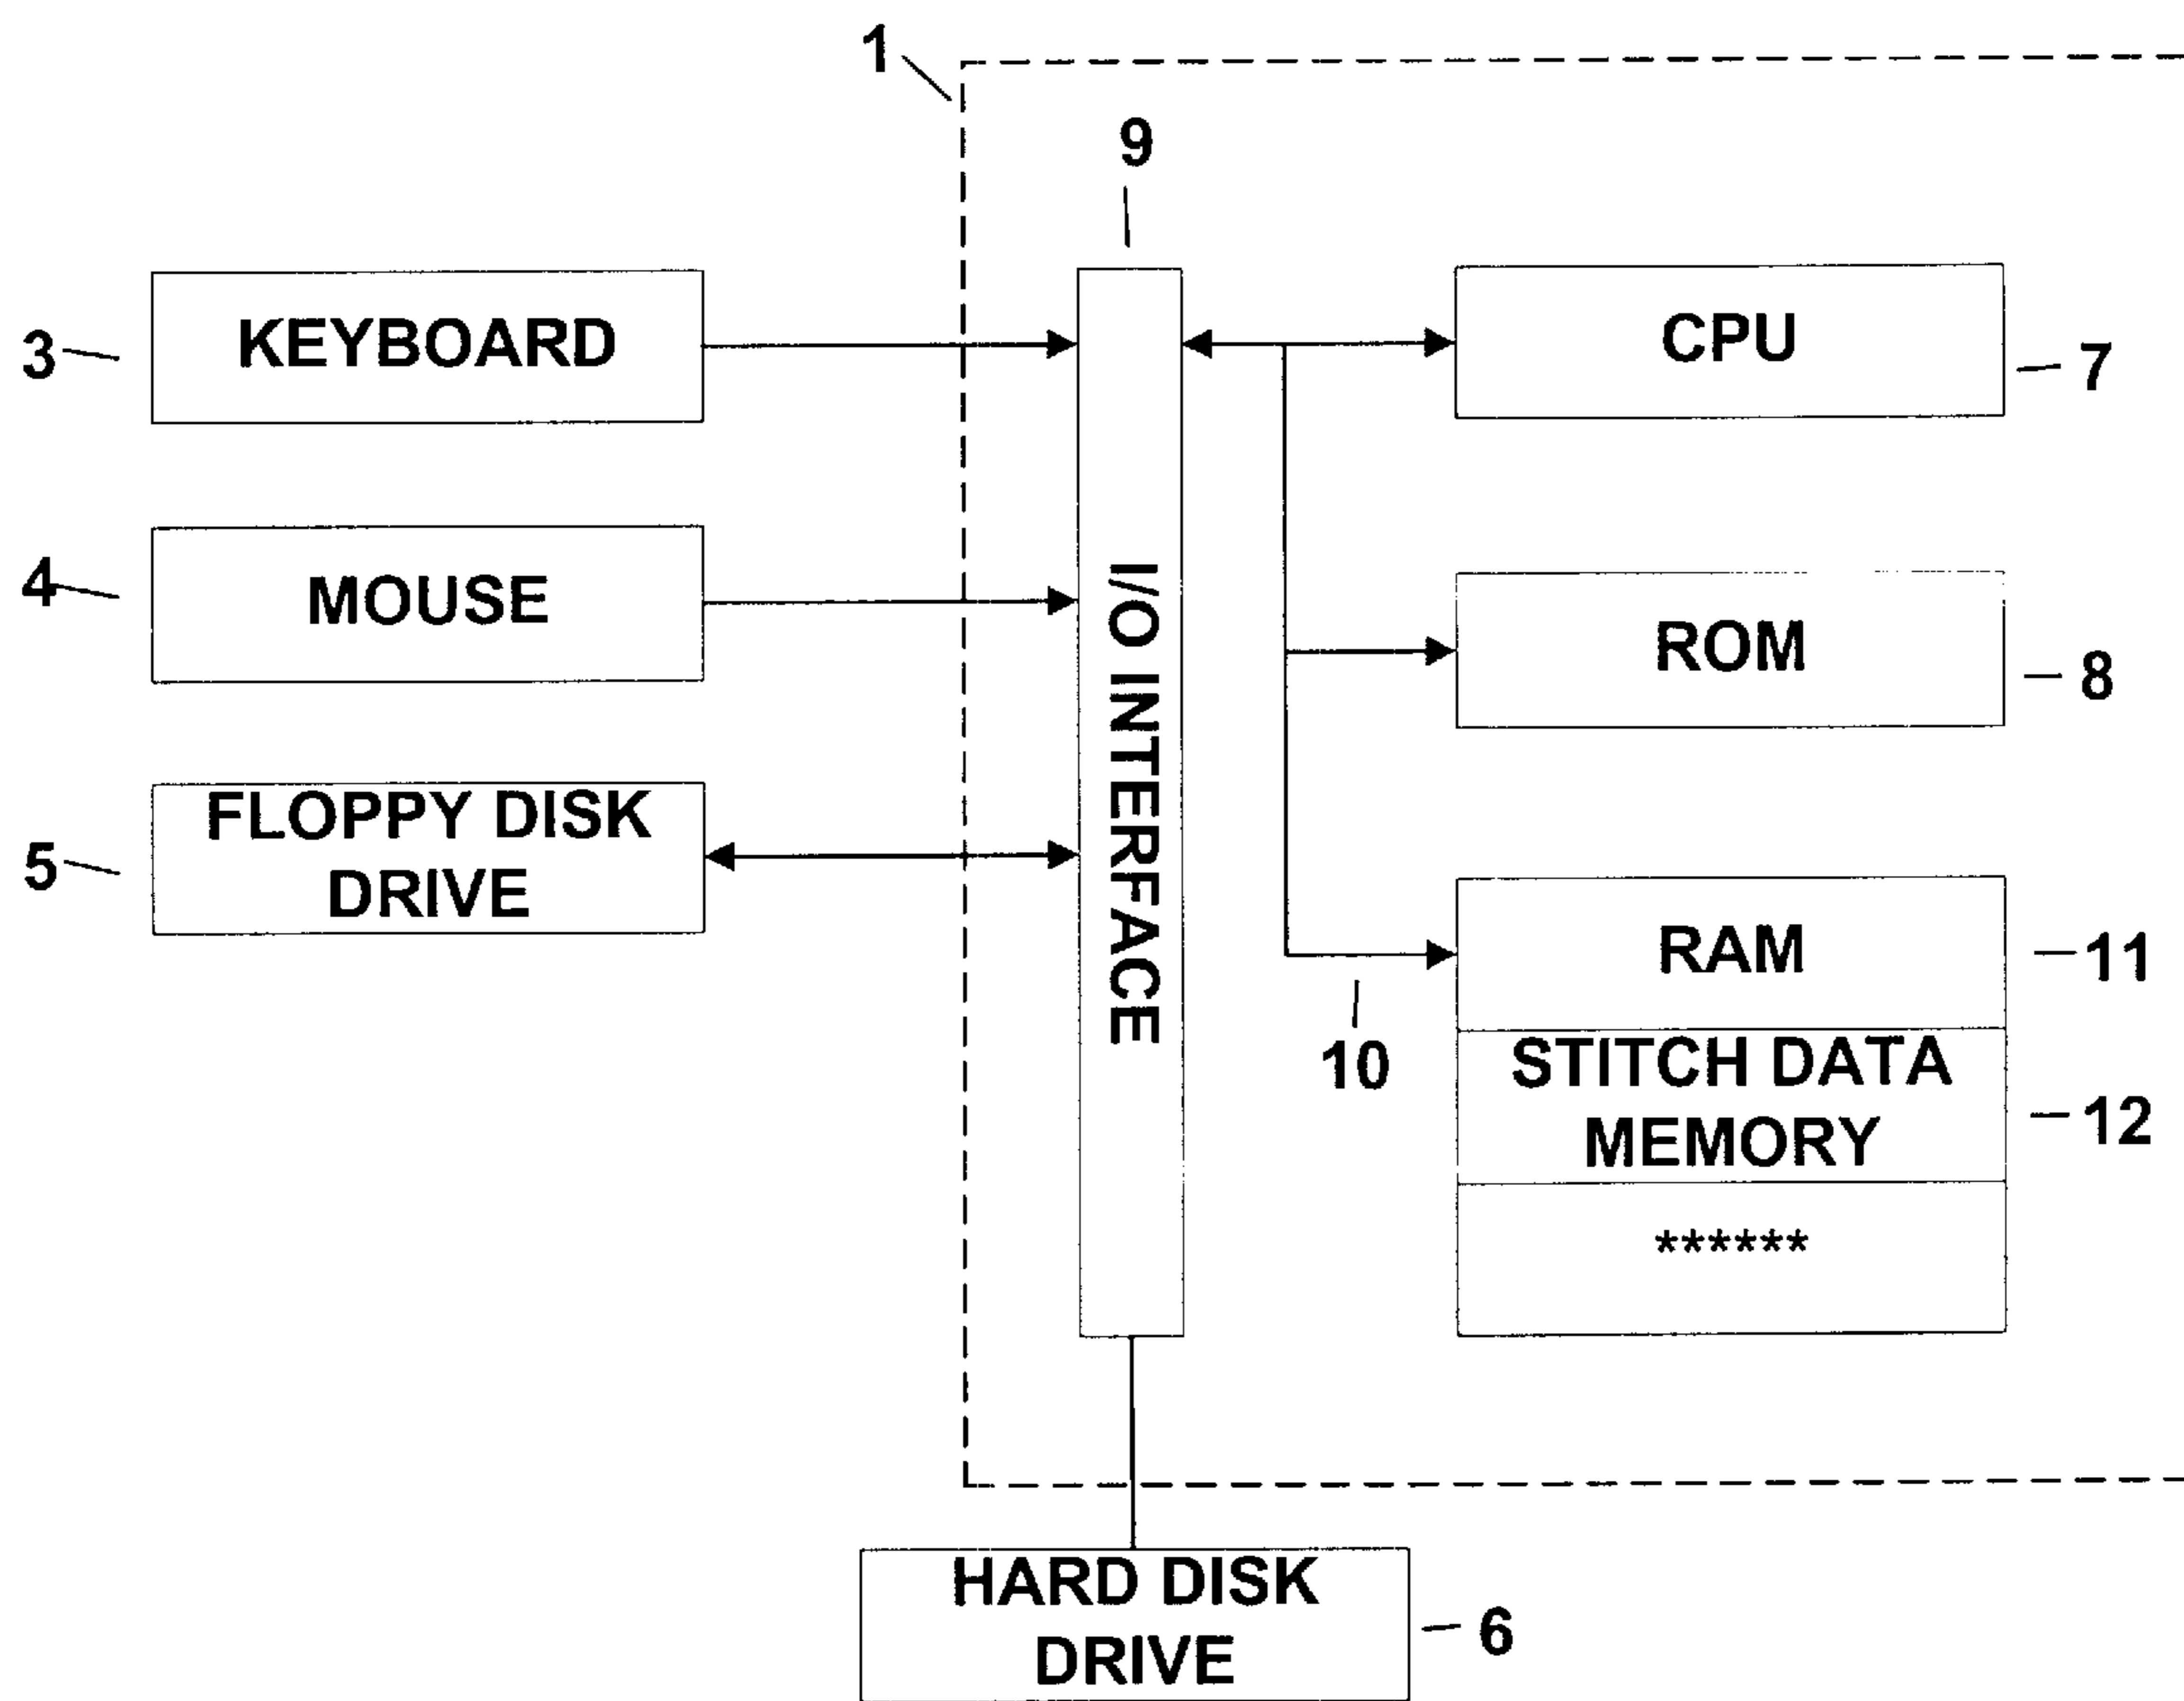 1
9
3
KEYBOARD
CPU
7
4
MOUSE
ROM
8
5
FLOPPY DISK
DRIVE
I/O INTERFACE
RAM
11
10
STITCH DATA
MEMORY
12
******
HARD DISK
DRIVE
6